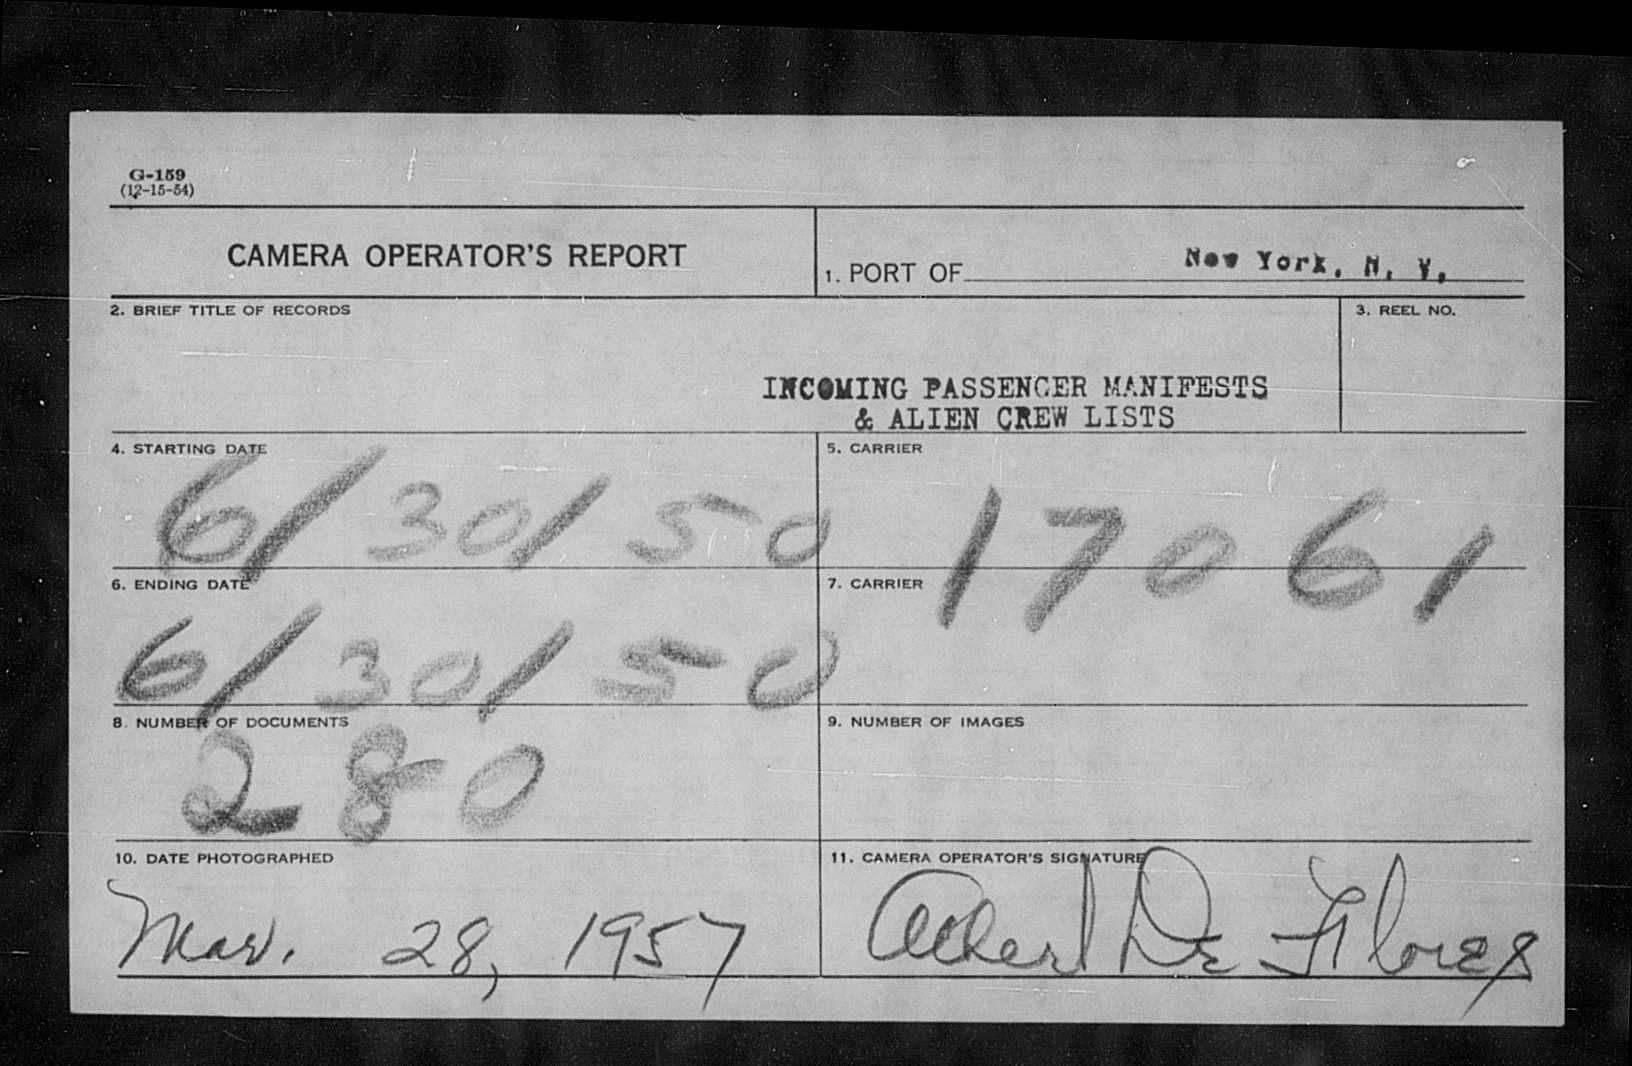 G-159
(12-15-54)
CAMERA OPERATOR'S REPORT
1. PORT OF New York, N. Y.
2. BRIEF TITLE OF RECORDS
3. REEL NO.
INCOMING PASSENGER MANIFESTS
& ALIEN CREW LISTS
4. STARTING DATE
6/30/50
5. CARRIER
17061
6. ENDING DATE
6/30/50
7. CARRIER
8. NUMBER OF DOCUMENTS
280
9. NUMBER OF IMAGES
10. DATE PHOTOGRAPHED
Mar. 28, 1957
11. CAMERA OPERATOR'S SIGNATURE
Albert De Flores